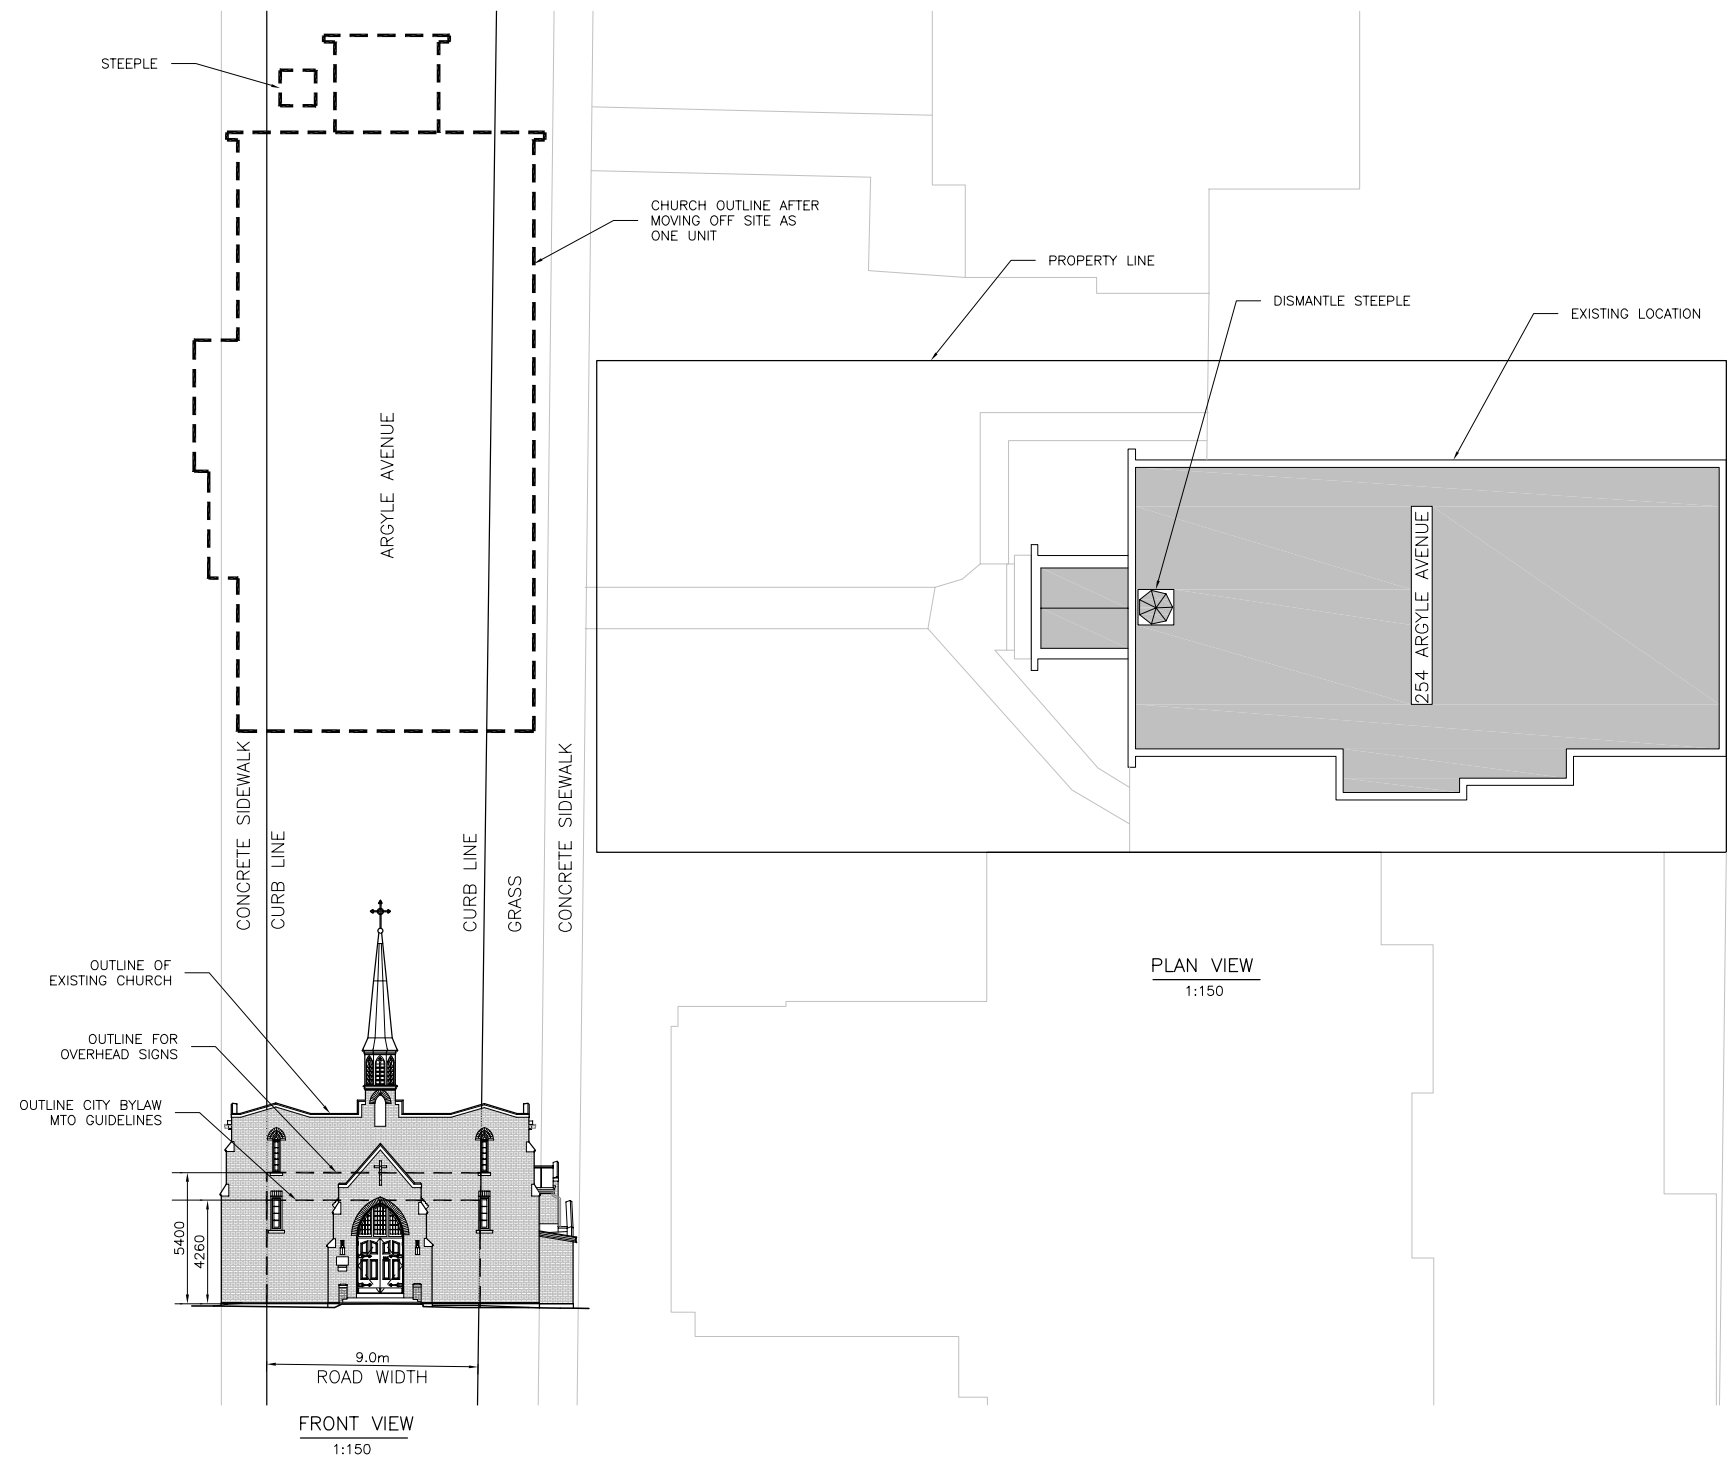 STEEPLE
CHURCH OUTLINE AFTER
MOVING OFF SITE AS
ONE UNIT
PROPERTY LINE
DISMANTLE STEEPLE
EXISTING LOCATION
ARGYLE AVENUE
254 ARGYLE AVENUE
CONCRETE SIDEWALK
CURB LINE
CURB LINE
GRASS
CONCRETE SIDEWALK
OUTLINE OF
EXISTING CHURCH
OUTLINE FOR
OVERHEAD SIGNS
OUTLINE CITY BYLAW
MTO GUIDELINES
5400
4260
9.0m
ROAD WIDTH
FRONT VIEW
1:150
PLAN VIEW
1:150